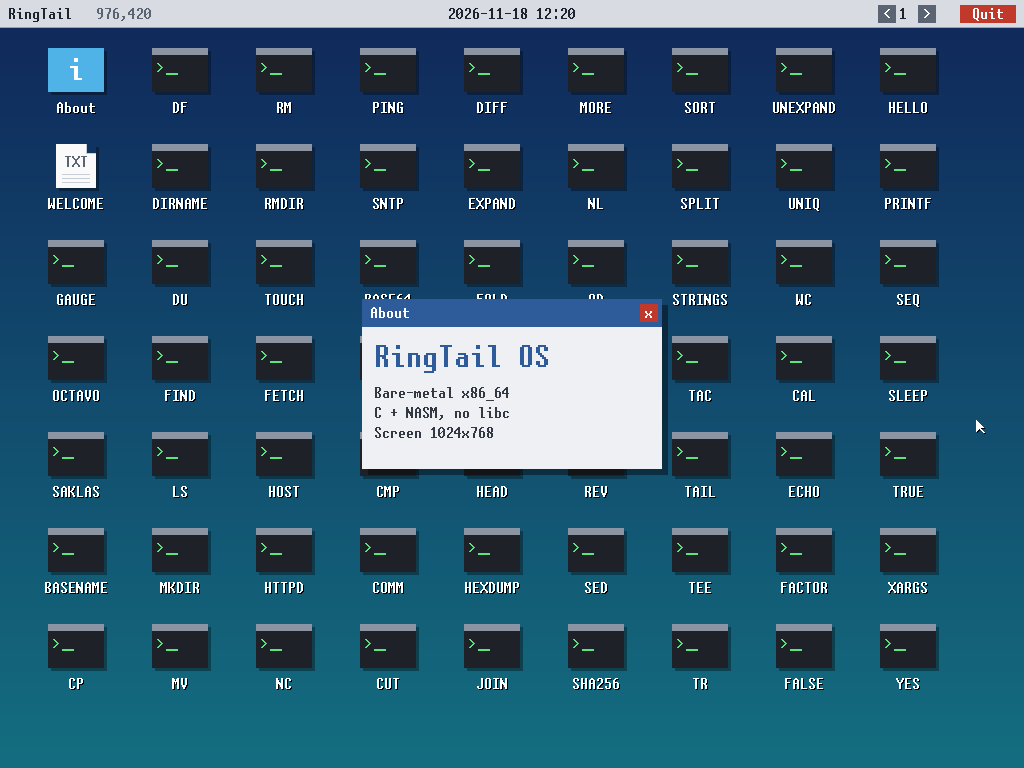 RingTail 976,420 2026-11-18 12:20 < 1 > Quit
i
About DF RM PING DIFF MORE SORT UNEXPAND HELLO
TXT
WELCOME DIRNAME RMDIR SNTP EXPAND NL SPLIT UNIQ PRINTF
GAUGE DU TOUCH BASE64 FOLD OD STRINGS WC SEQ
About x
RingTail OS
Bare-metal x86_64
C + NASM, no libc
Screen 1024x768
OCTAVO FIND FETCH TAC CAL SLEEP
SAKLAS LS HOST CMP HEAD REV TAIL ECHO TRUE
BASENAME MKDIR HTTPD COMM HEXDUMP SED TEE FACTOR XARGS
CP MV NC CUT JOIN SHA256 TR FALSE YES